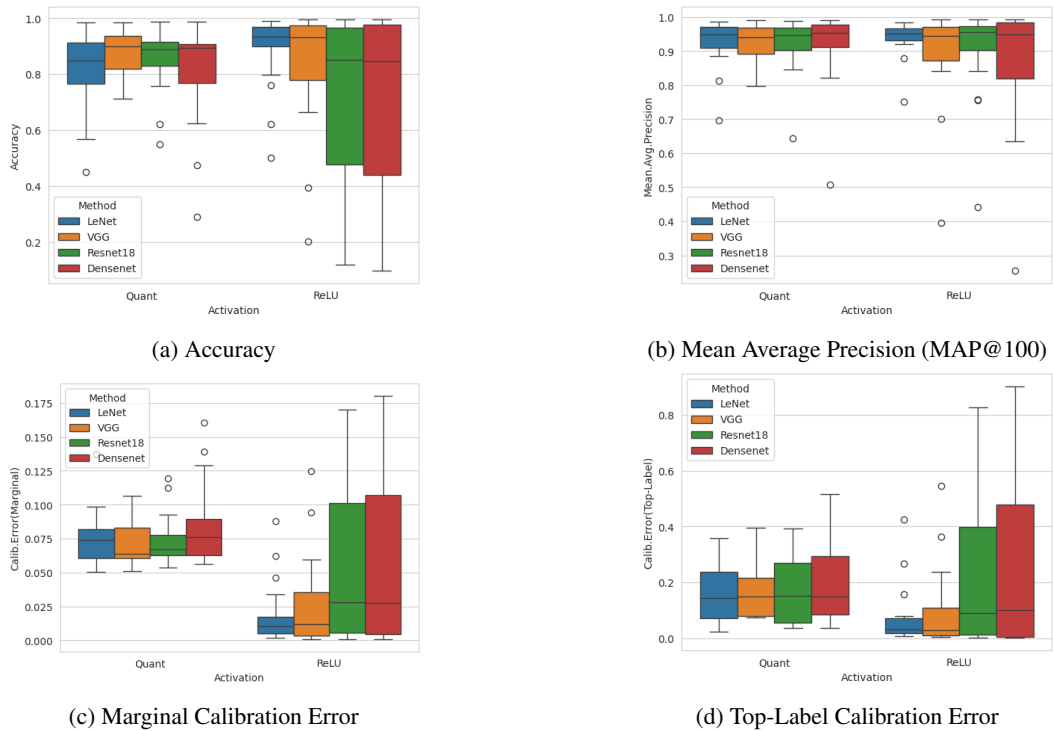 1.0
0.8
0.6
0.4
0.2
Accuracy
Method
LeNet
VGG
Resnet18
Densenet
Quant
ReLU
Activation
(a) Accuracy
1.0
0.9
0.8
0.7
0.6
0.5
0.4
0.3
Mean.Avg.Precision
Method
LeNet
VGG
Resnet18
Densenet
Quant
ReLU
Activation
(b) Mean Average Precision (MAP@100)
0.175
0.150
0.125
0.100
0.075
0.050
0.025
0.000
Calib.Error(Marginal)
Method
LeNet
VGG
Resnet18
Densenet
Quant
ReLU
Activation
(c) Marginal Calibration Error
0.8
0.6
0.4
0.2
0.0
Calib.Error(Top-Label)
Method
LeNet
VGG
Resnet18
Densenet
Quant
ReLU
Activation
(d) Top-Label Calibration Error